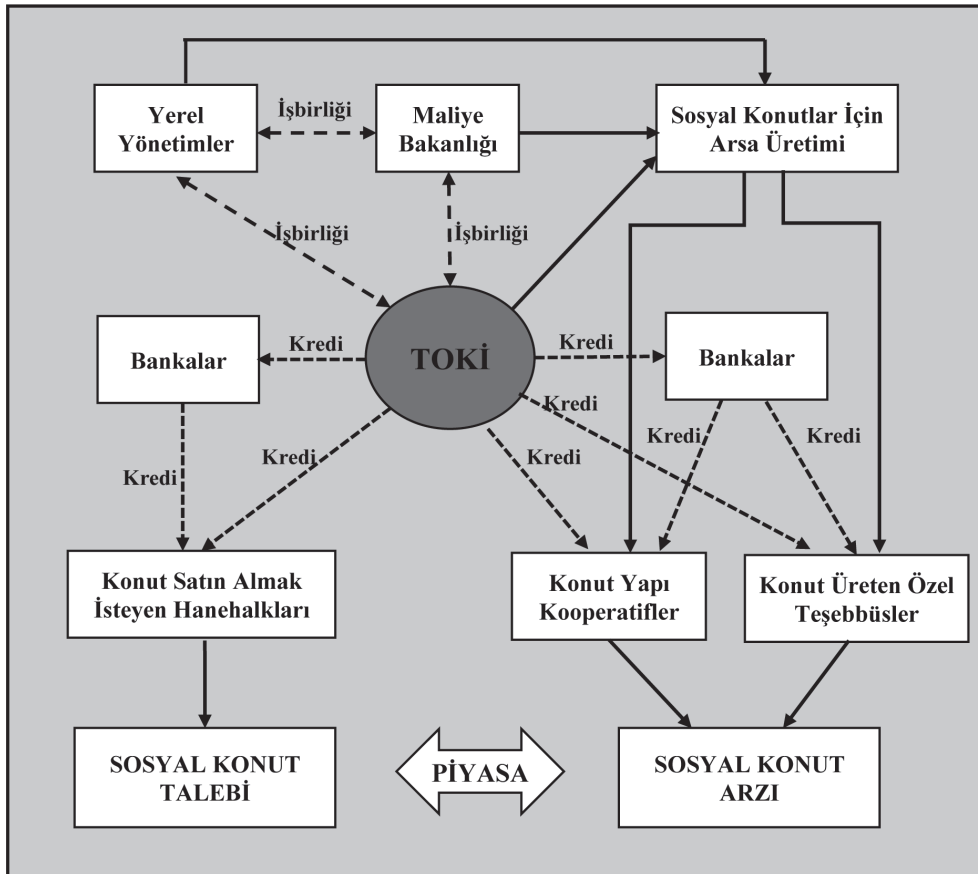 İşbirliği
Yerel
Yönetimler
Maliye
Bakanlığı
Sosyal Konutlar İçin
Arsa Üretimi
İşbirliği
İşbirliği
Bankalar
Kredi
TOKİ
Kredi
Bankalar
Kredi
Kredi
Kredi
Kredi
Kredi
Kredi
Konut Satın Almak
İsteyen Hanehalkları
Konut Yapı
Kooperatifler
Konut Üreten Özel
Teşebbüsler
SOSYAL KONUT
TALEBİ
PİYASA
SOSYAL KONUT
ARZI